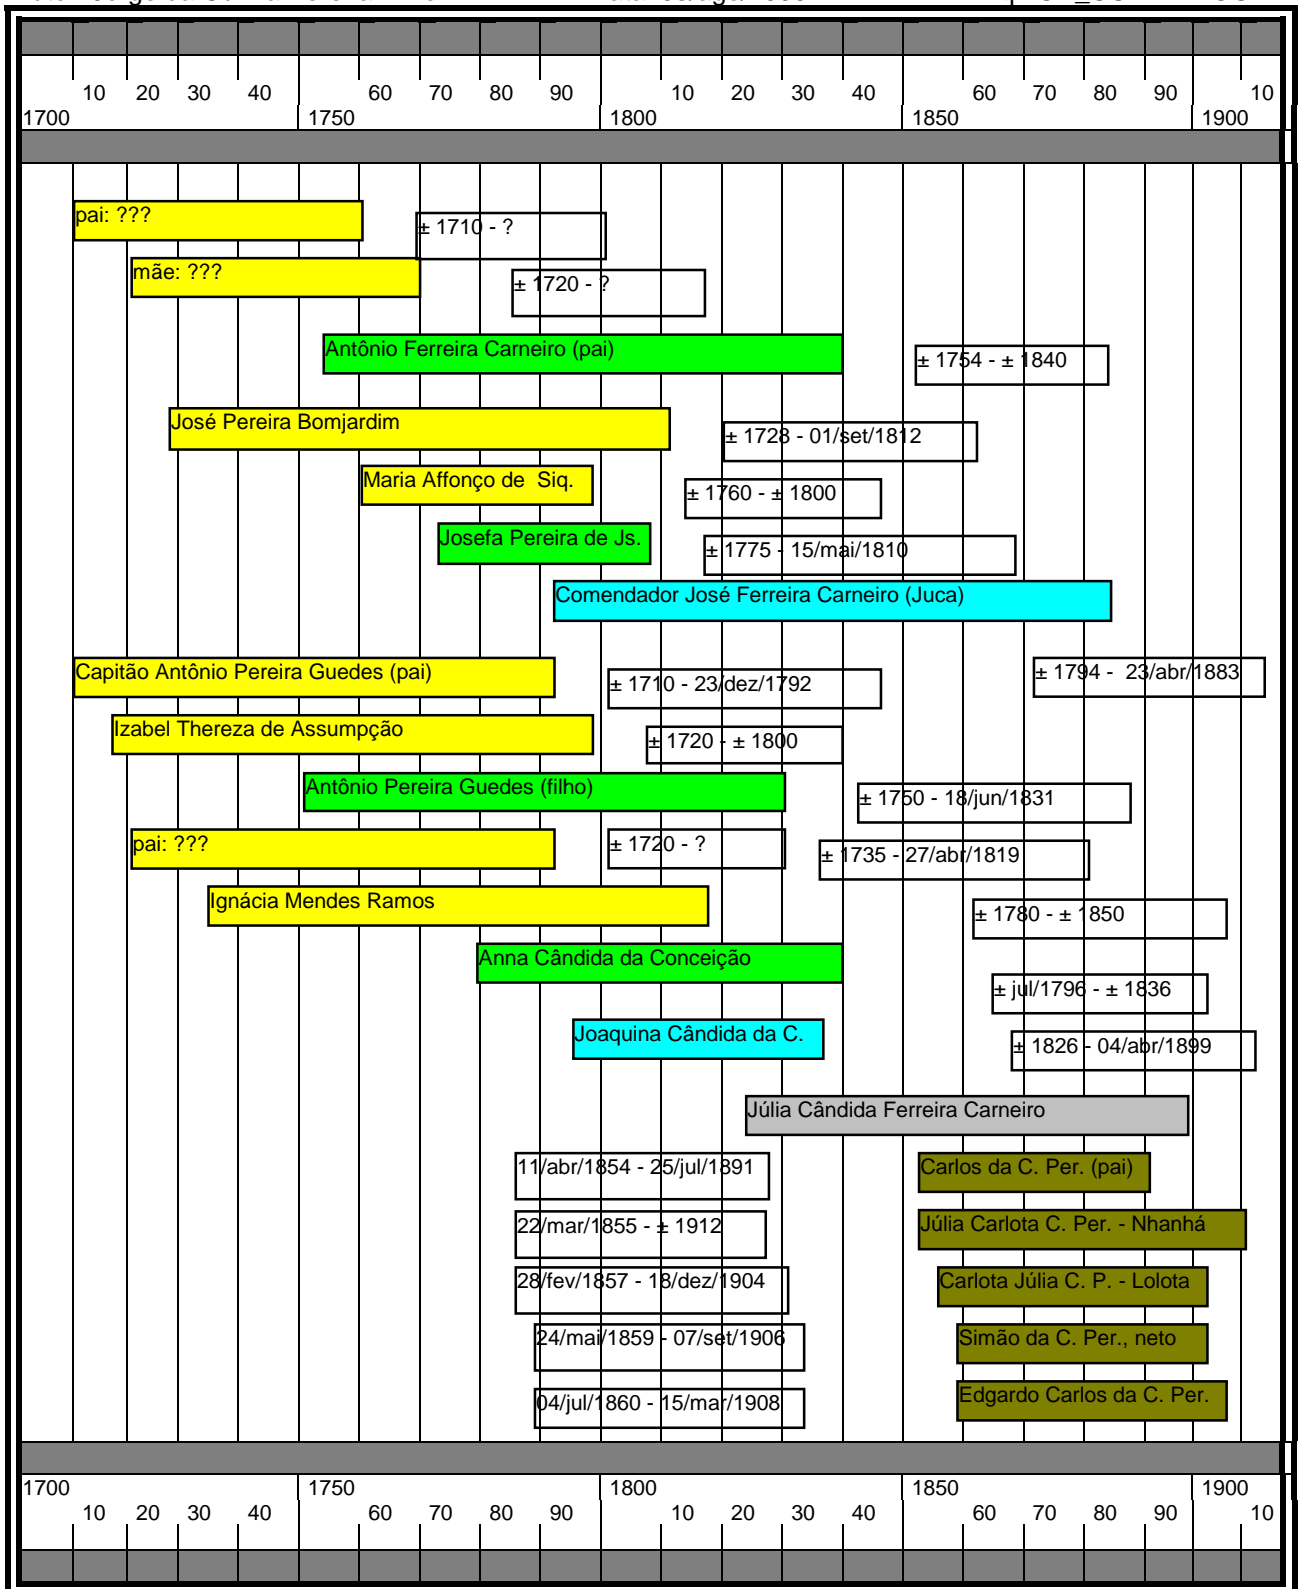 10 20 30 40 60 70 80 90 10 20 30 40 60 70 80 90 10
1700 1750 1800 1850 1900
pai: ???
± 1710 - ?
mãe: ???
± 1720 - ?
Antônio Ferreira Carneiro (pai)
± 1754 - ± 1840
José Pereira Bomjardim
± 1728 - 01/set/1812
Maria Affonço de Siq.
± 1760 - ± 1800
Josefa Pereira de Js.
± 1775 - 15/mai/1810
Comendador José Ferreira Carneiro (Juca)
Capitão Antônio Pereira Guedes (pai)
± 1710 - 23/dez/1792
± 1794 - 23/abr/1883
Izabel Thereza de Assumpção
± 1720 - ± 1800
Antônio Pereira Guedes (filho)
± 1750 - 18/jun/1831
pai: ???
± 1720 - ?
± 1735 - 27/abr/1819
Ignácia Mendes Ramos
± 1780 - ± 1850
Anna Cândida da Conceição
± jul/1796 - ± 1836
Joaquina Cândida da C.
± 1826 - 04/abr/1899
Júlia Cândida Ferreira Carneiro
11/abr/1854 - 25/jul/1891
Carlos da C. Per. (pai)
22/mar/1855 - ± 1912
Júlia Carlota C. Per. - Nhanhá
28/fev/1857 - 18/dez/1904
Carlota Júlia C. P. - Lolota
24/mai/1859 - 07/set/1906
Simão da C. Per., neto
04/jul/1860 - 15/mar/1908
Edgardo Carlos da C. Per.
1700 1750 1800 1850 1900
10 20 30 40 60 70 80 90 10 20 30 40 60 70 80 90 10